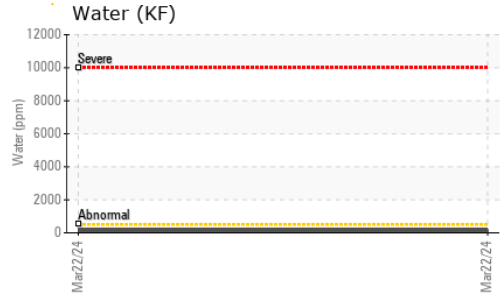 Water (KF)
12000
10000
8000
6000
4000
2000
0
Water (ppm)
Severe
Abnormal
Mar22/24
Mar22/24